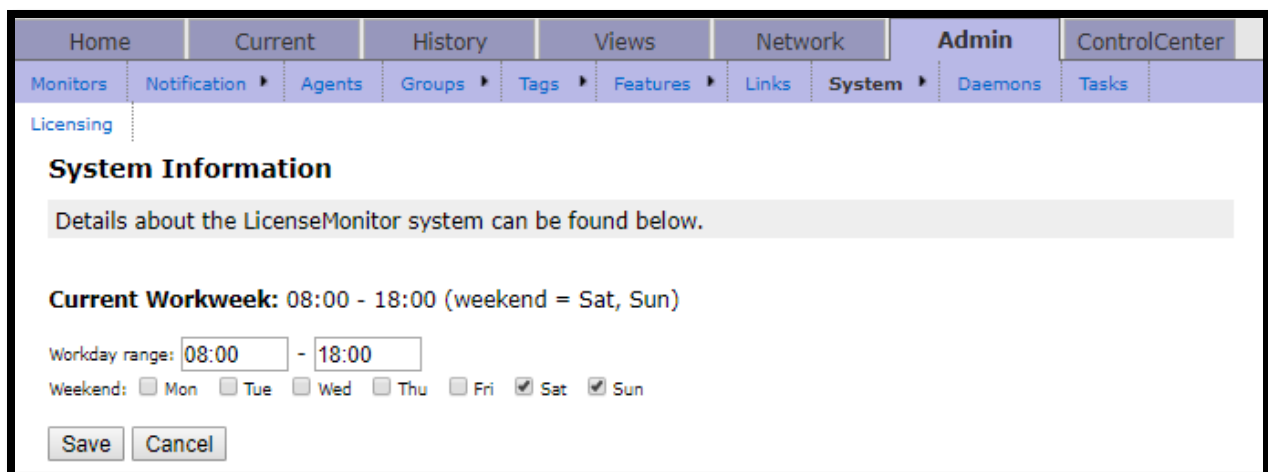 Home Current History Views Network Admin ControlCenter
Monitors Notification Agents Groups Tags Features Links System Daemons Tasks
Licensing
System Information
Details about the LicenseMonitor system can be found below.
Current Workweek: 08:00 - 18:00 (weekend = Sat, Sun)
Workday range: 08:00 - 18:00
Weekend: Mon Tue Wed Thu Fri Sat Sun
Save Cancel